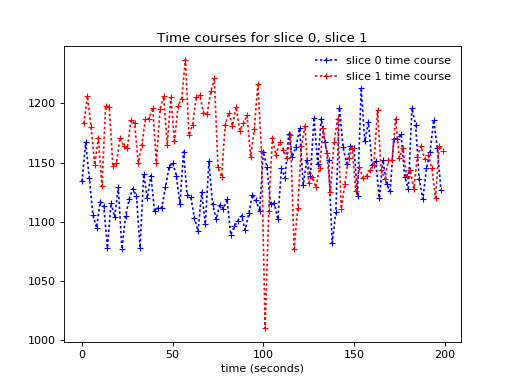 Time courses for slice 0, slice 1
slice 0 time course
slice 1 time course
1200
1150
1100
1050
1000
0
50
100
150
200
time (seconds)